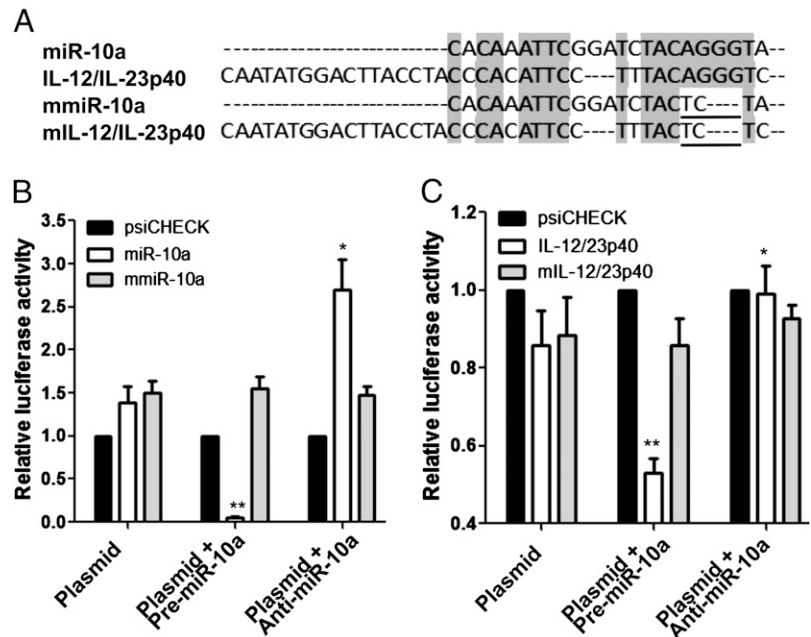 A
miR-10a --------------------------CACAAATTCGGATCTACAGGGTA--
IL-12/IL-23p40 CAATATGGACTTACCTACCCACATTCC----TTTACAGGGTC--
mmiR-10a --------------------------CACAAATTCGGATCTACTC----TA--
mIL-12/IL-23p40 CAATATGGACTTACCTACCCACATTCC----TTTACTC----TC--
B
Relative luciferase activity
3.5
3.0
2.5
2.0
1.5
1.0
0.5
0.0
psiCHECK
miR-10a
mmiR-10a
**
*
Plasmid
Plasmid +
Pre-miR-10a
Plasmid +
Anti-miR-10a
C
Relative luciferase activity
1.2
1.0
0.8
0.6
0.4
psiCHECK
IL-12/23p40
mIL-12/23p40
**
*
Plasmid
Plasmid +
Pre-miR-10a
Plasmid +
Anti-miR-10a